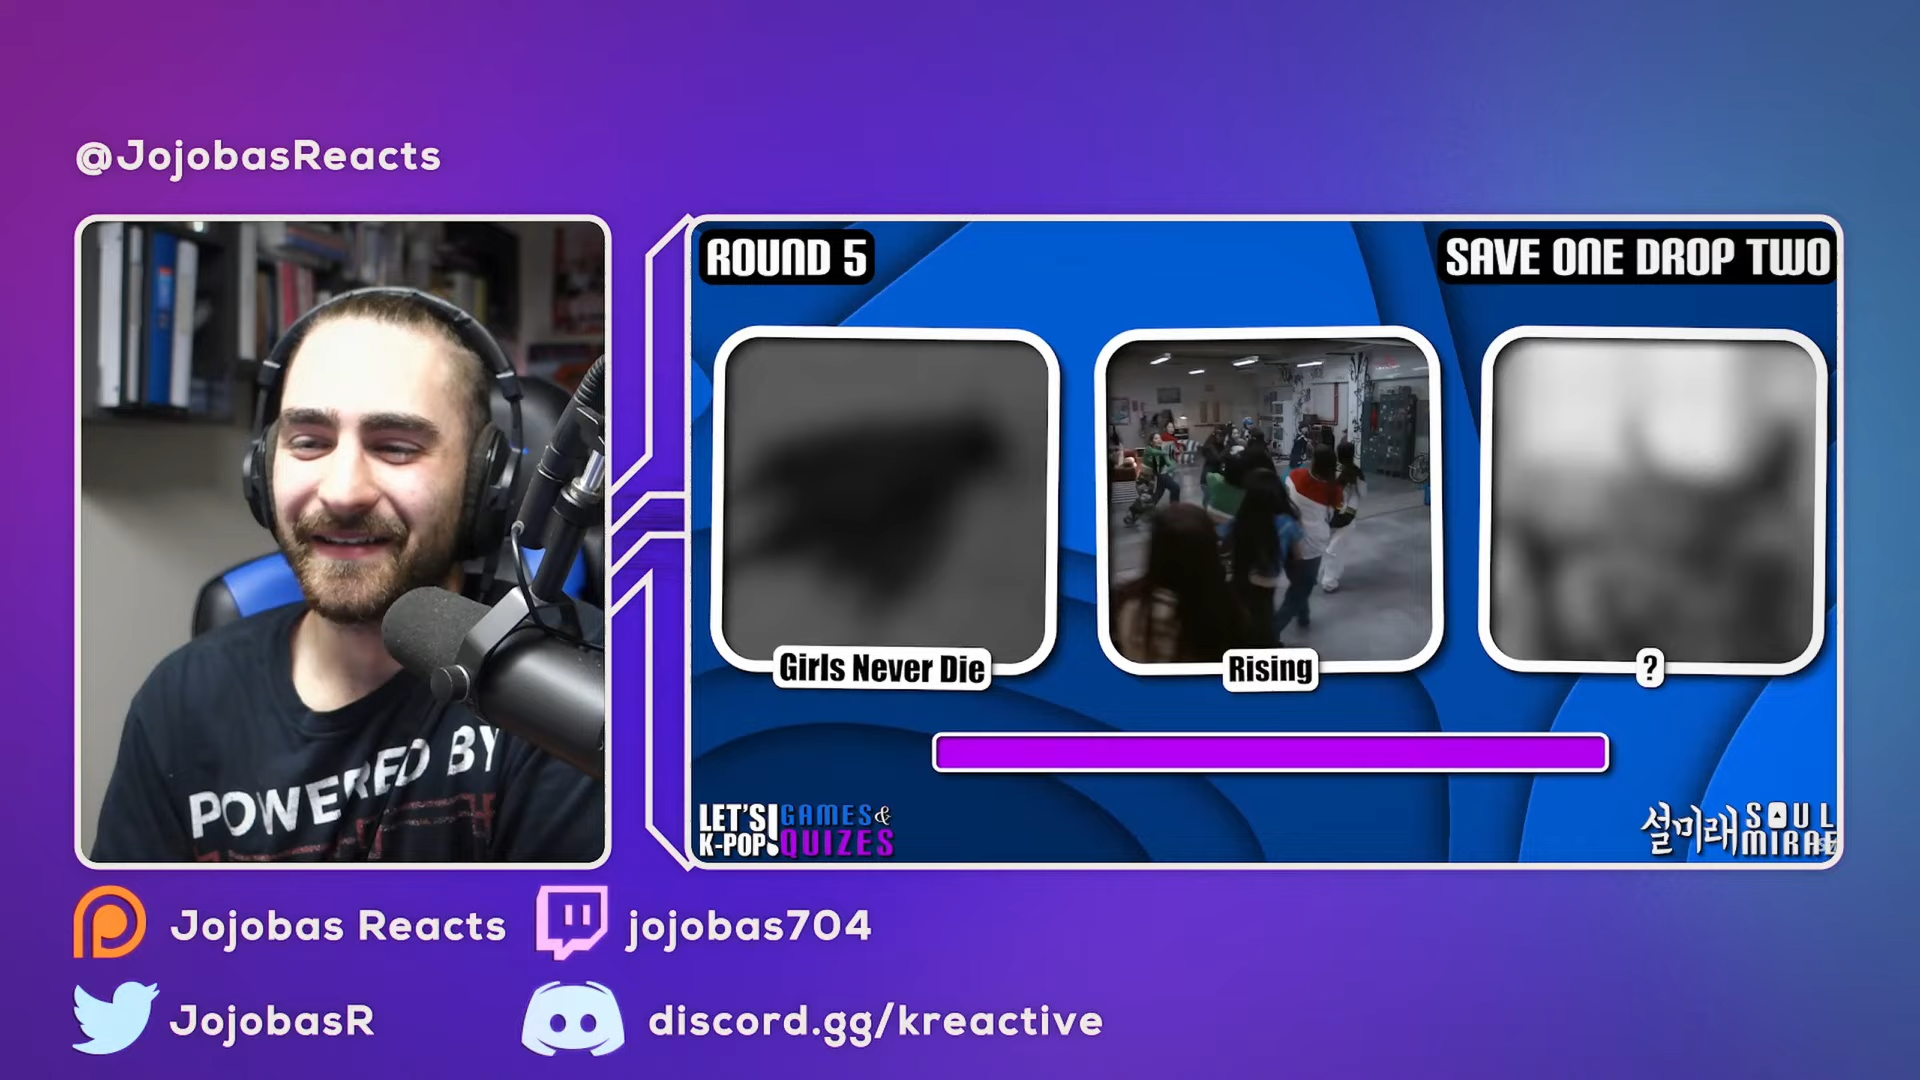 @JojobasReacts
ROUND 5
SAVE ONE DROP TWO
Girls Never Die
Rising
?
LET'S K-POP!
GAMES & QUIZES
설미래 SOUL MIRAE
POWERED BY
Jojobas Reacts
jojobas704
JojobasR
discord.gg/kreactive